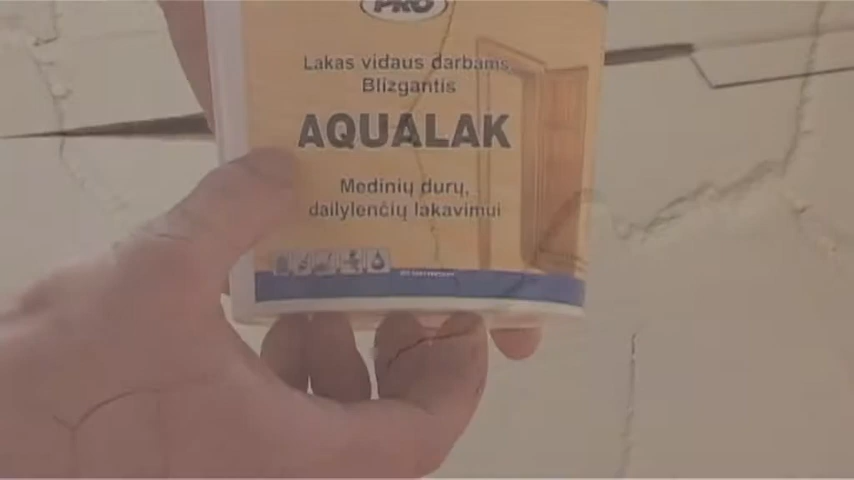 PRO
Lakas vidaus darbams,
Blizgantis
AQUALAK
Medinių durų,
dailylenčių lakavimui